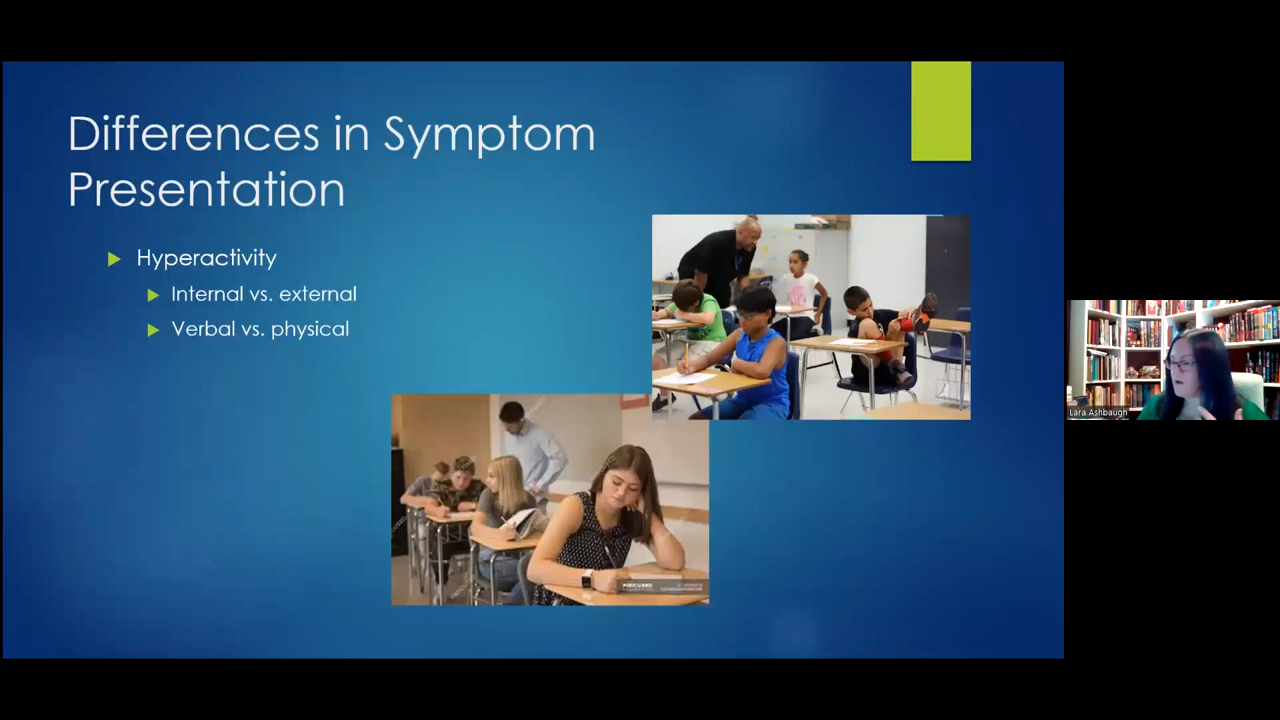 Differences in Symptom
Presentation
Hyperactivity
Internal vs. external
Verbal vs. physical
Lara Ashbaugh